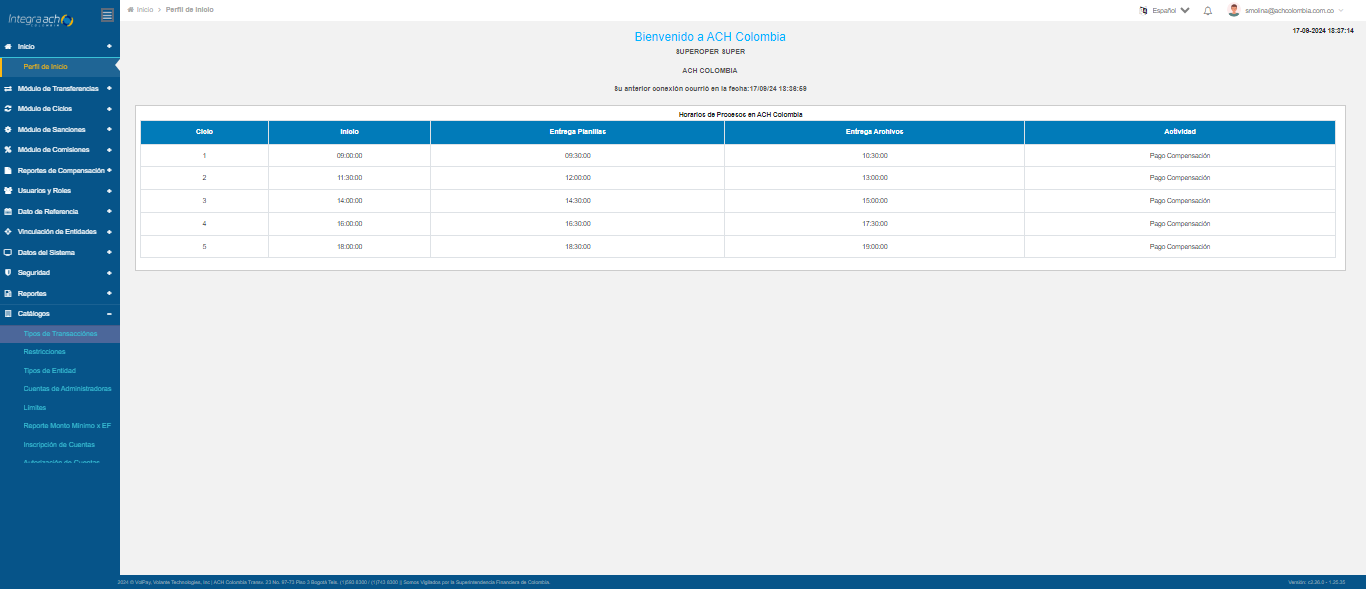 Integra ach
COLOMBIA
Inicio
Perfil de Inicio
Módulo de Transferencias
Módulo de Ciclos
Módulo de Sanciones
Módulo de Comisiones
Reportes de Compensación
Usuarios y Roles
Dato de Referencia
Vinculación de Entidades
Datos del Sistema
Seguridad
Reportes
Catálogos
Tipos de Transacciónes
Restricciones
Tipos de Entidad
Cuentas de Administradoras
Limites
Reporte Monto Mínimo x EF
Inscripción de Cuentas
Autorización de Cuentas
Inicio > Perfil de Inicio
Español
smolina@achcolombia.com.co
17-09-2024 18:37:14
Bienvenido a ACH Colombia
SUPEROPER SUPER
ACH COLOMBIA
Su anterior conexión ocurrió en la fecha:17/09/24 18:36:59
Horarios de Procesos en ACH Colombia
Ciclo Inicio Entrega Planillas Entrega Archivos Actividad
1 09:00:00 09:30:00 10:30:00 Pago Compensación
2 11:30:00 12:00:00 13:00:00 Pago Compensación
3 14:00:00 14:30:00 15:00:00 Pago Compensación
4 16:00:00 16:30:00 17:30:00 Pago Compensación
5 18:00:00 18:30:00 19:00:00 Pago Compensación
2024 © VolPay, Volante Technologies, Inc | ACH Colombia Transv. 23 No. 97-73 Piso 3 Bogotá Tels. (1)590 8300 / (1)743 8300 || Somos Vigilados por la Superintendencia Financiera de Colombia.
Versión: c2.26.0 - 1.25.35